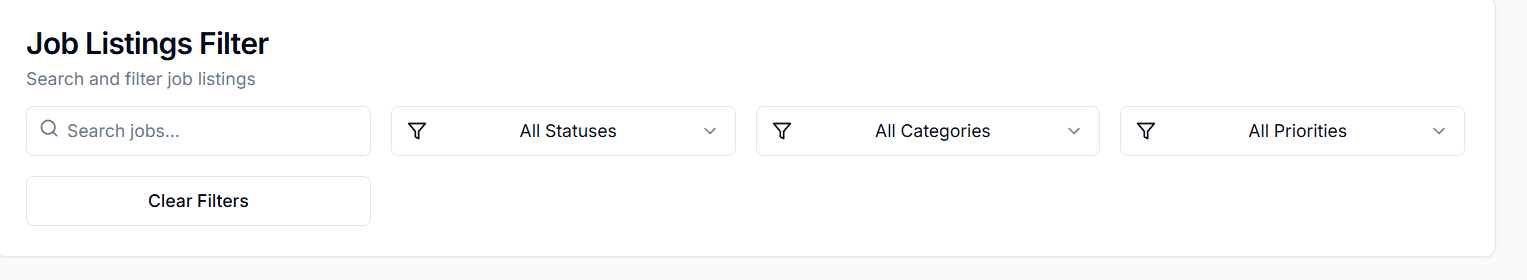 Job Listings Filter
Search and filter job listings
Search jobs...
All Statuses
All Categories
All Priorities
Clear Filters